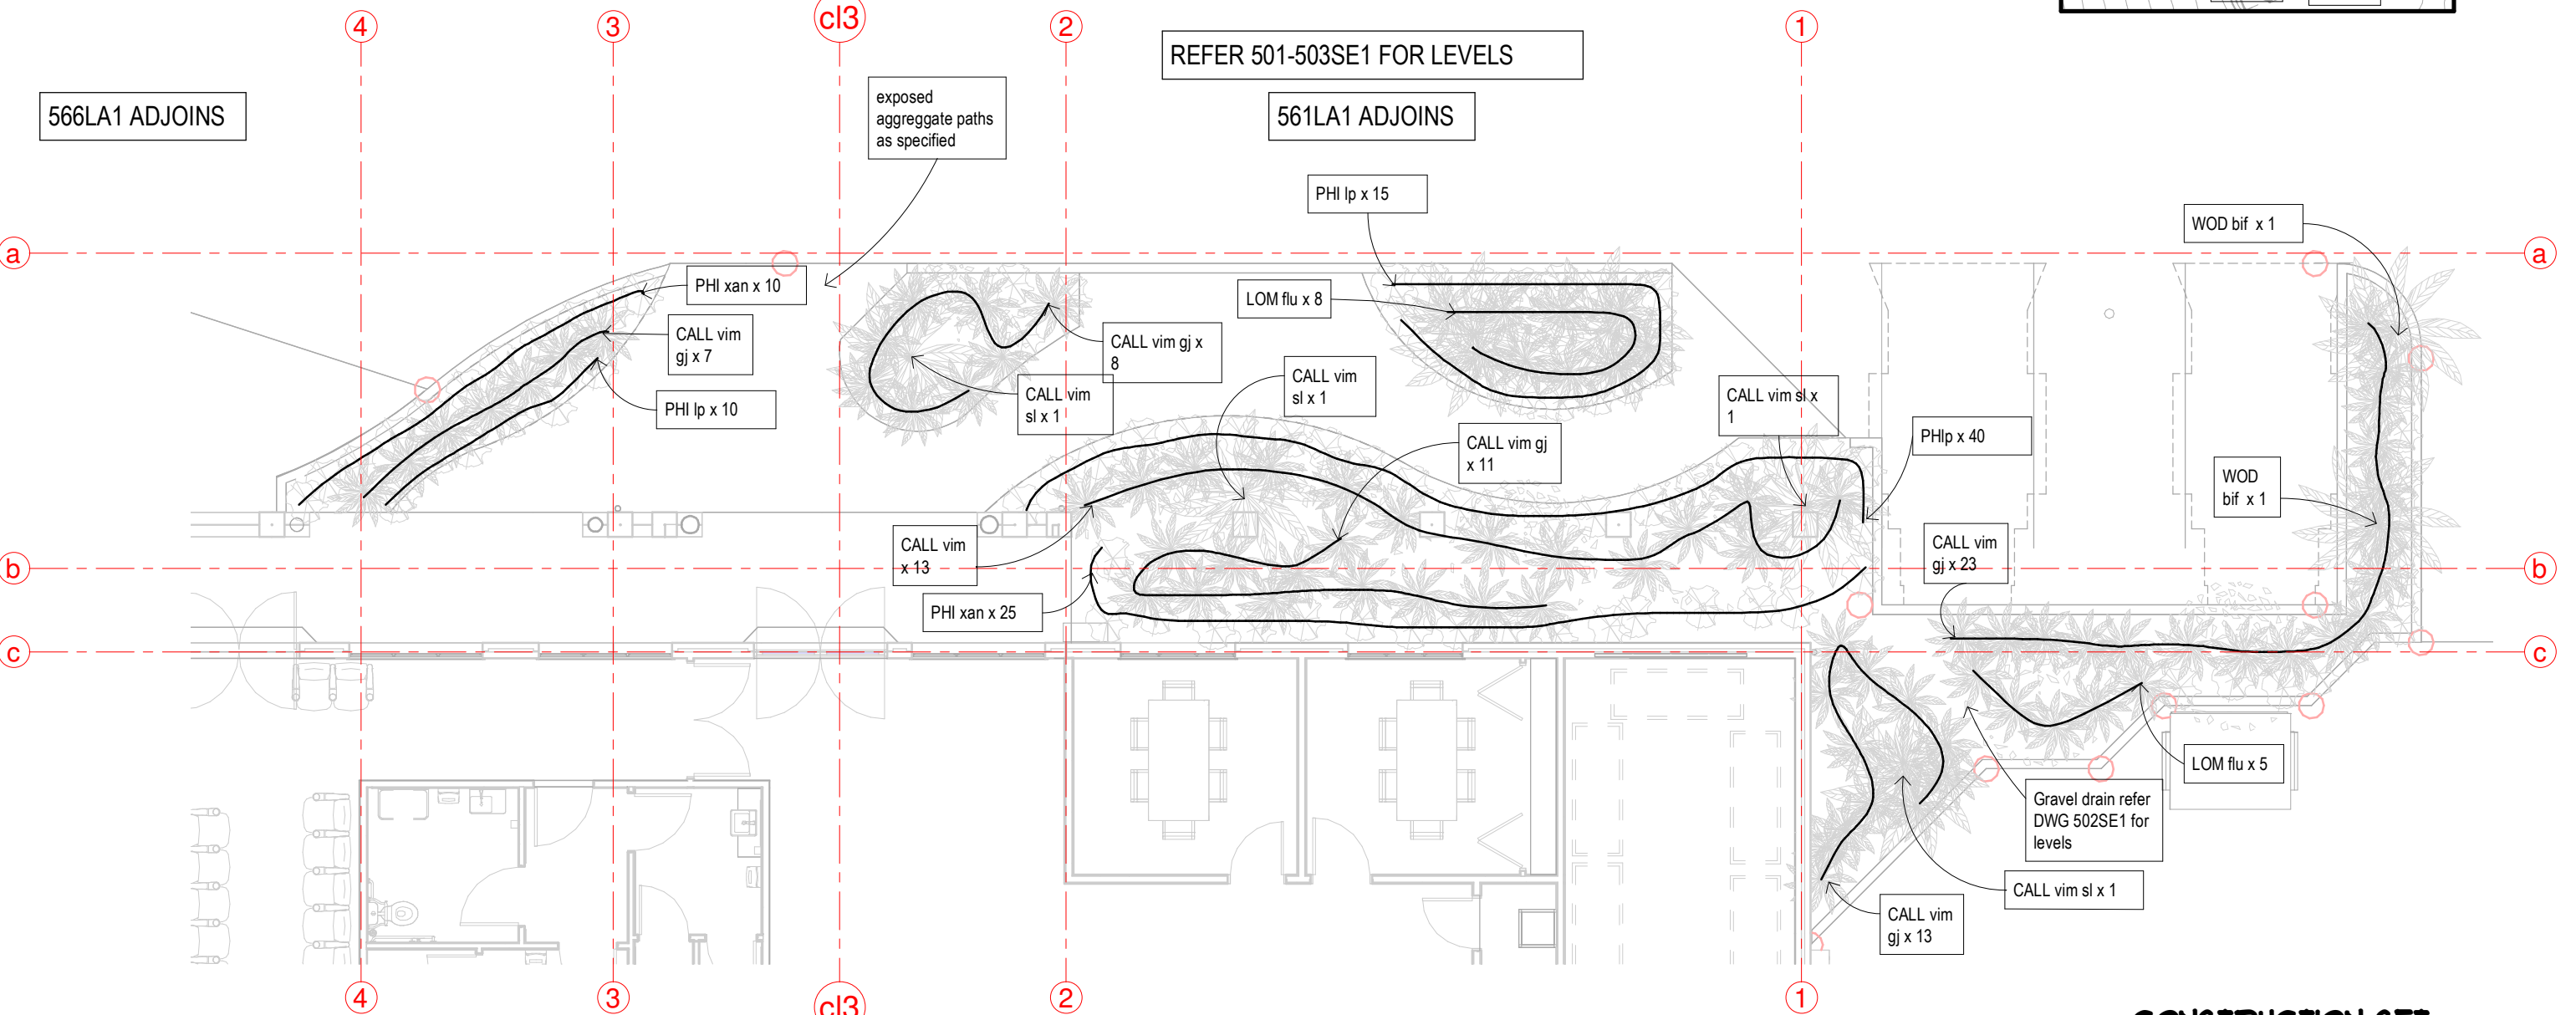 4
3
cl3
2
1
REFER 501-503SE1 FOR LEVELS
566LA1 ADJOINS
561LA1 ADJOINS
exposed
aggreggate paths
as specified
PHI lp x 15
WOD bif x 1
a
a
PHI xan x 10
LOM flu x 8
CALL vim
gj x 7
CALL vim gj x
8
PHI lp x 10
CALL vim
sl x 1
CALL vim
sl x 1
CALL vim sl x
1
CALL vim gj
x 11
PHlp x 40
WOD
bif x 1
CALL vim
x 13
CALL vim
gj x 23
b
b
PHI xan x 25
c
c
LOM flu x 5
Gravel drain refer
DWG 502SE1 for
levels
CALL vim sl x 1
CALL vim
gj x 13
4
3
cl3
2
1
CONSTRUCTION SET